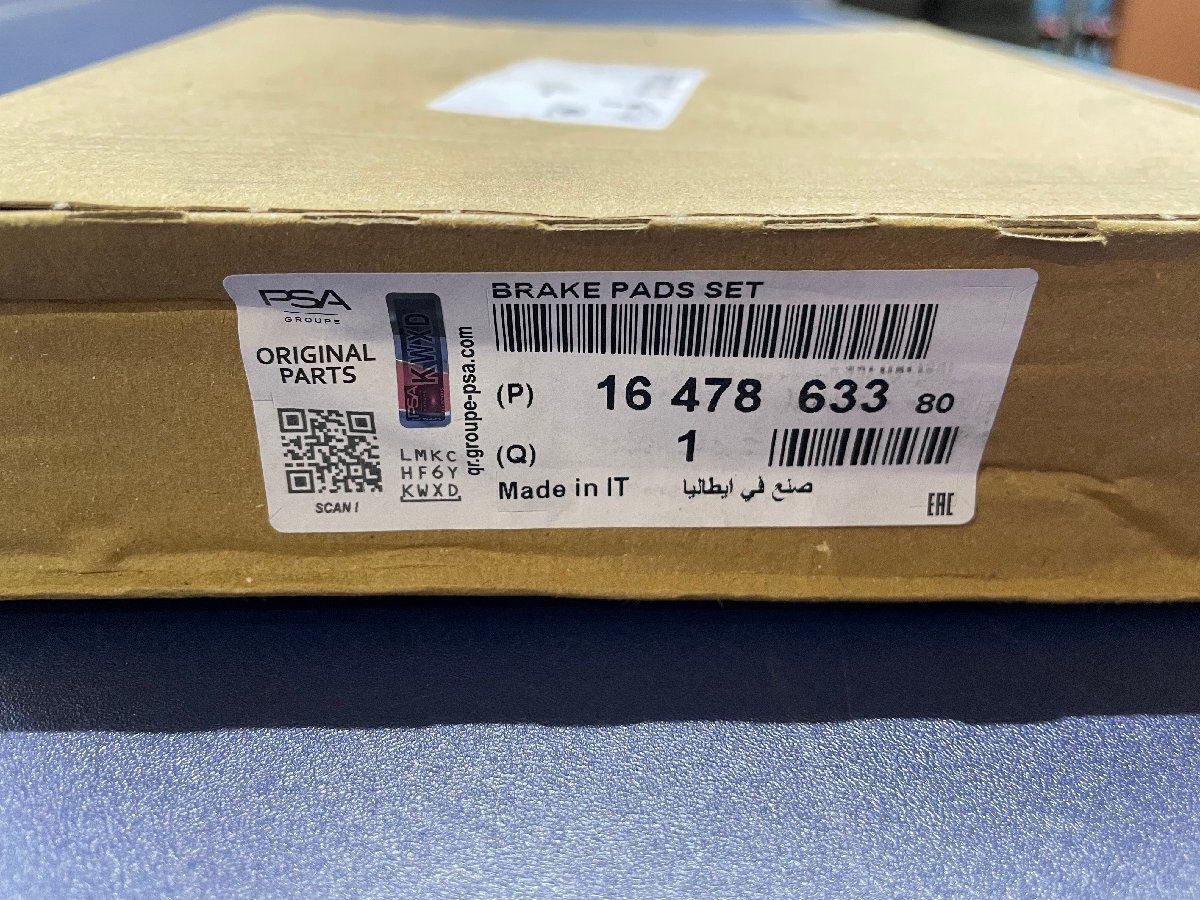 PSA
GROUPE
ORIGINAL
PARTS
SCAN !
PSA KWXD
LMKC
HF6Y
KWXD
qr.groupe-psa.com
BRAKE PADS SET
(P) 16 478 633 80
(Q) 1
Made in IT صنع في ايطاليا
EAC